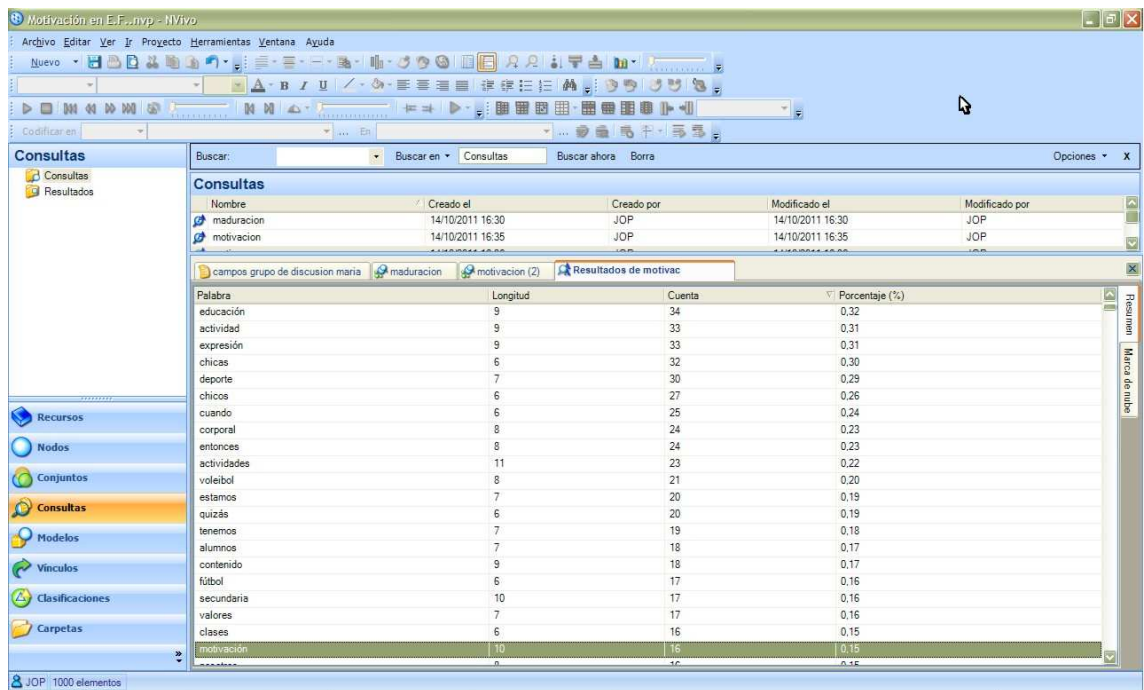 Motivación en E.F...nvp - NVivo
Archivo Editar Ver Ir Proyecto Herramientas Ventana Ayuda
Nuevo
A B I U
Codificar en ... En ...
Consultas
Consultas
Resultados
Buscar: Buscar en Consultas Buscar ahora Borra Opciones x
Consultas
Nombre Creado el Creado por Modificado el Modificado por
maduracion 14/10/2011 16:30 JOP 14/10/2011 16:30 JOP
motivacion 14/10/2011 16:35 JOP 14/10/2011 16:35 JOP
campos grupo de discusion maria maduracion motivacion (2) Resultados de motivac
Palabra Longitud Cuenta Porcentaje (%)
educación 9 34 0,32
actividad 9 33 0,31
expresión 9 33 0,31
chicas 6 32 0,30
deporte 7 30 0,29
chicos 6 27 0,26
cuando 6 25 0,24
corporal 8 24 0,23
entonces 8 24 0,23
actividades 11 23 0,22
voleibol 8 21 0,20
estamos 7 20 0,19
quizás 6 20 0,19
tenemos 7 19 0,18
alumnos 7 18 0,17
contenido 9 18 0,17
fútbol 6 17 0,16
secundaria 10 17 0,16
valores 7 17 0,16
clases 6 16 0,15
motivación 10 16 0,15
Resumen
Marca de nube
Recursos
Nodos
Conjuntos
Consultas
Modelos
Vínculos
Clasificaciones
Carpetas
»
JOP 1000 elementos